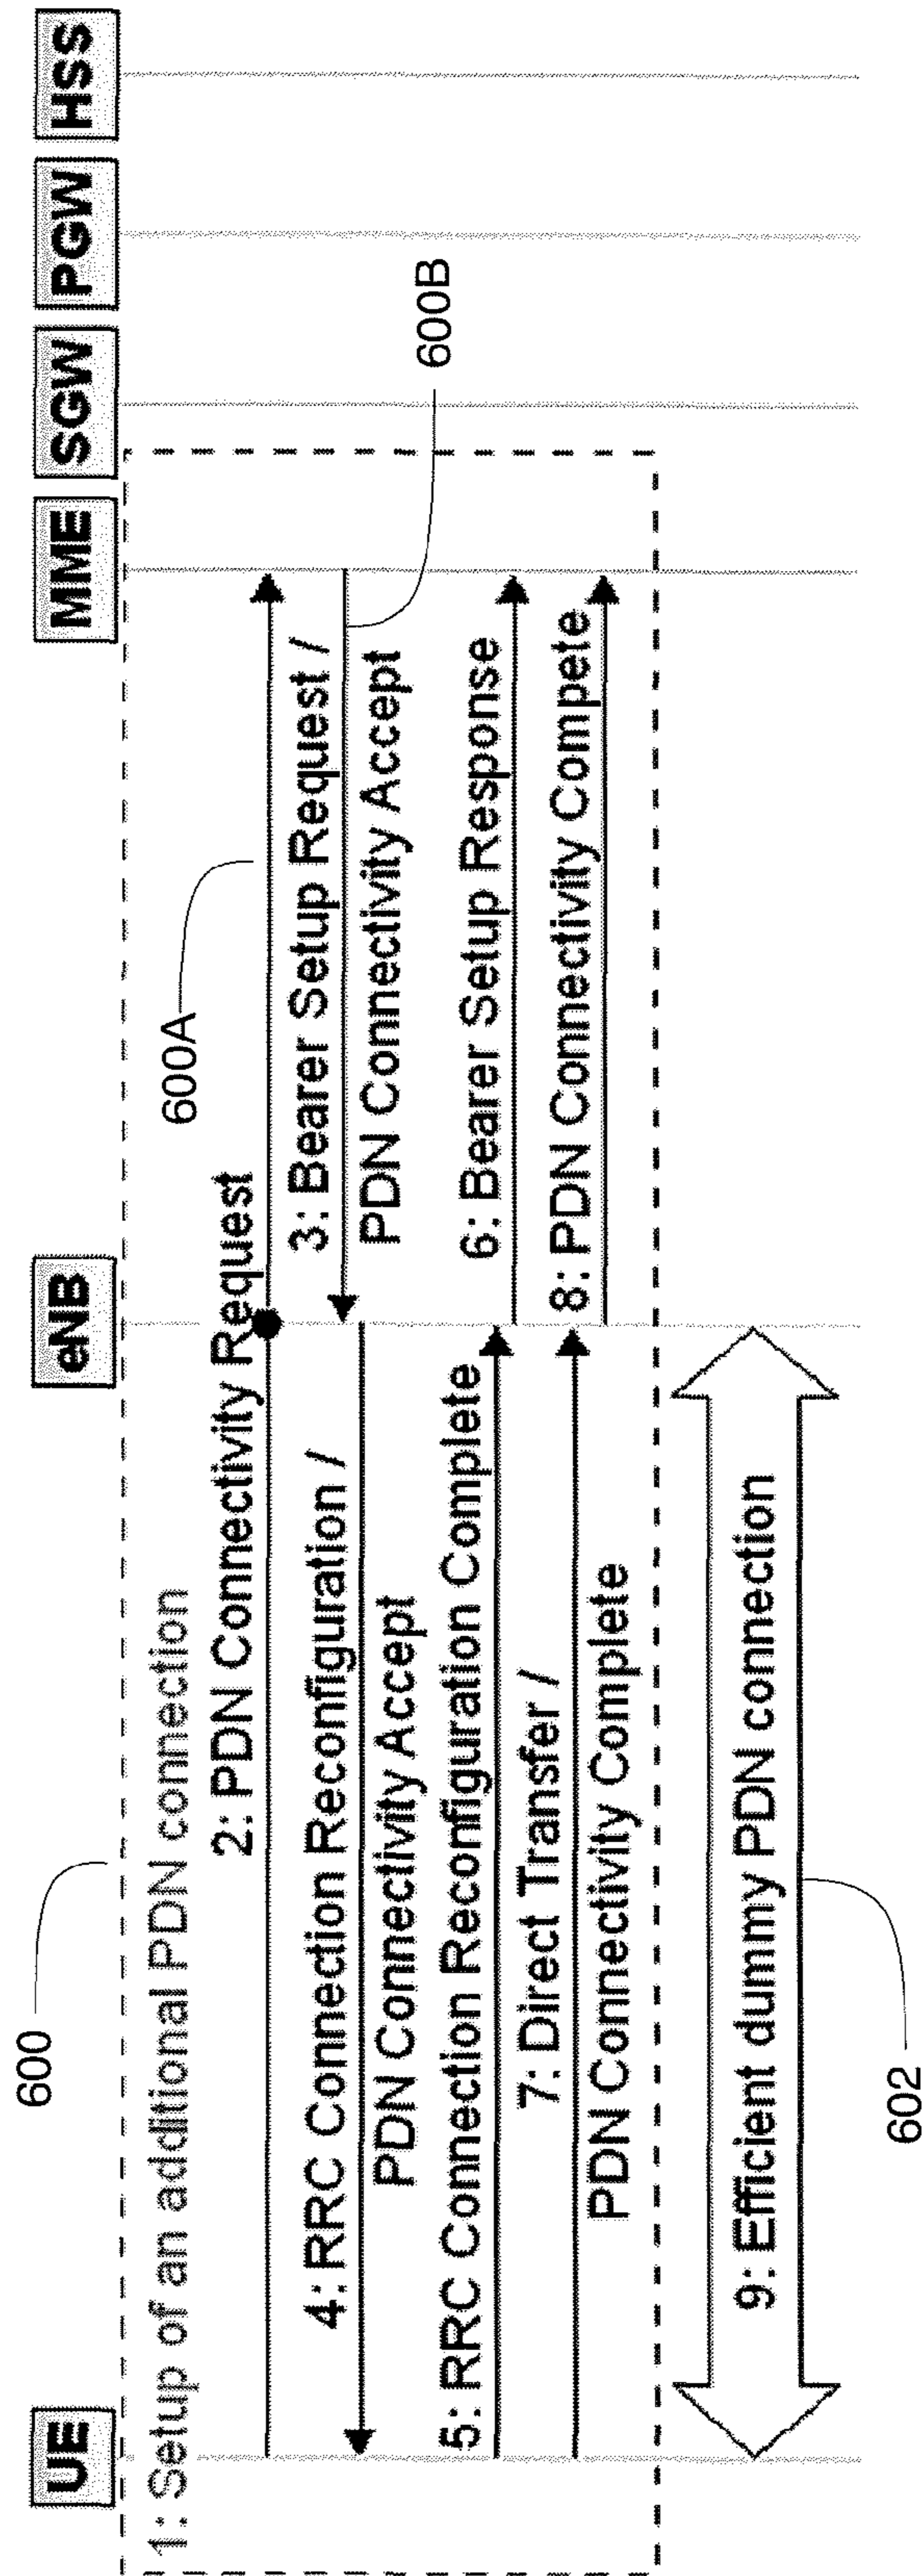 UE
eNB
MME
SGW
PGW
HSS
600
1: Setup of an additional PDN connection
2: PDN Connectivity Request
600A
3: Bearer Setup Request /
PDN Connectivity Accept
600B
4: RRC Connection Reconfiguration /
PDN Connectivity Accept
5: RRC Connection Reconfiguration Complete
6: Bearer Setup Response
7: Direct Transfer /
PDN Connectivity Complete
8: PDN Connectivity Compete
9: Efficient dummy PDN connection
602